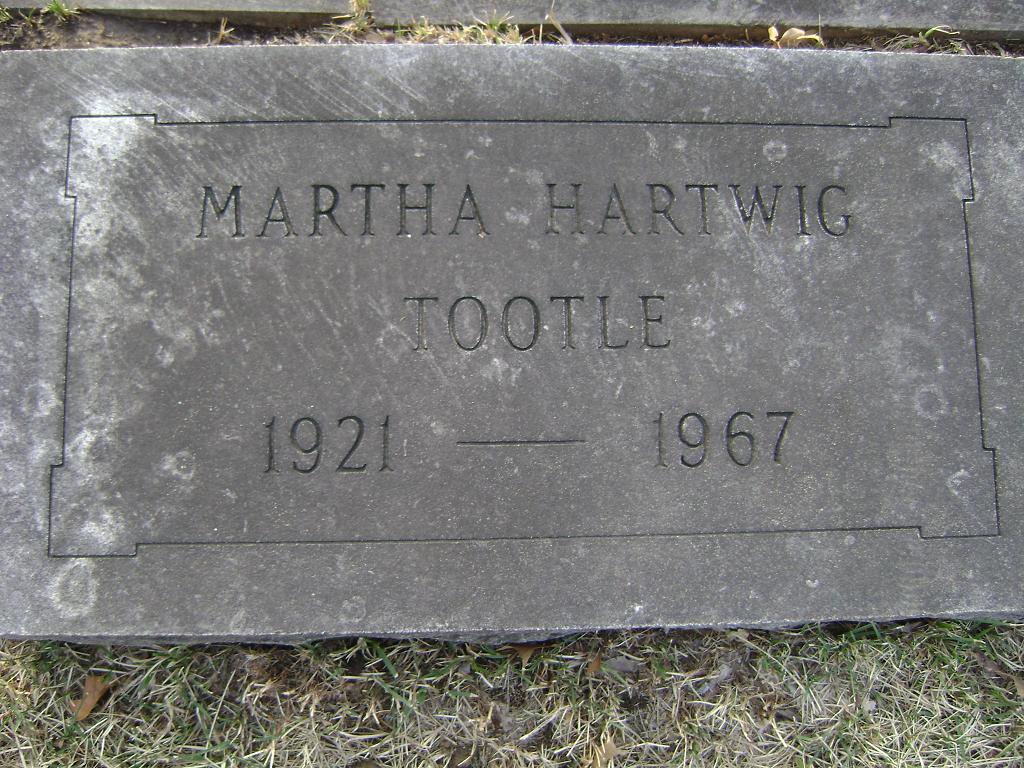 MARTHA HARTWIG
TOOTLE
1921 — 1967